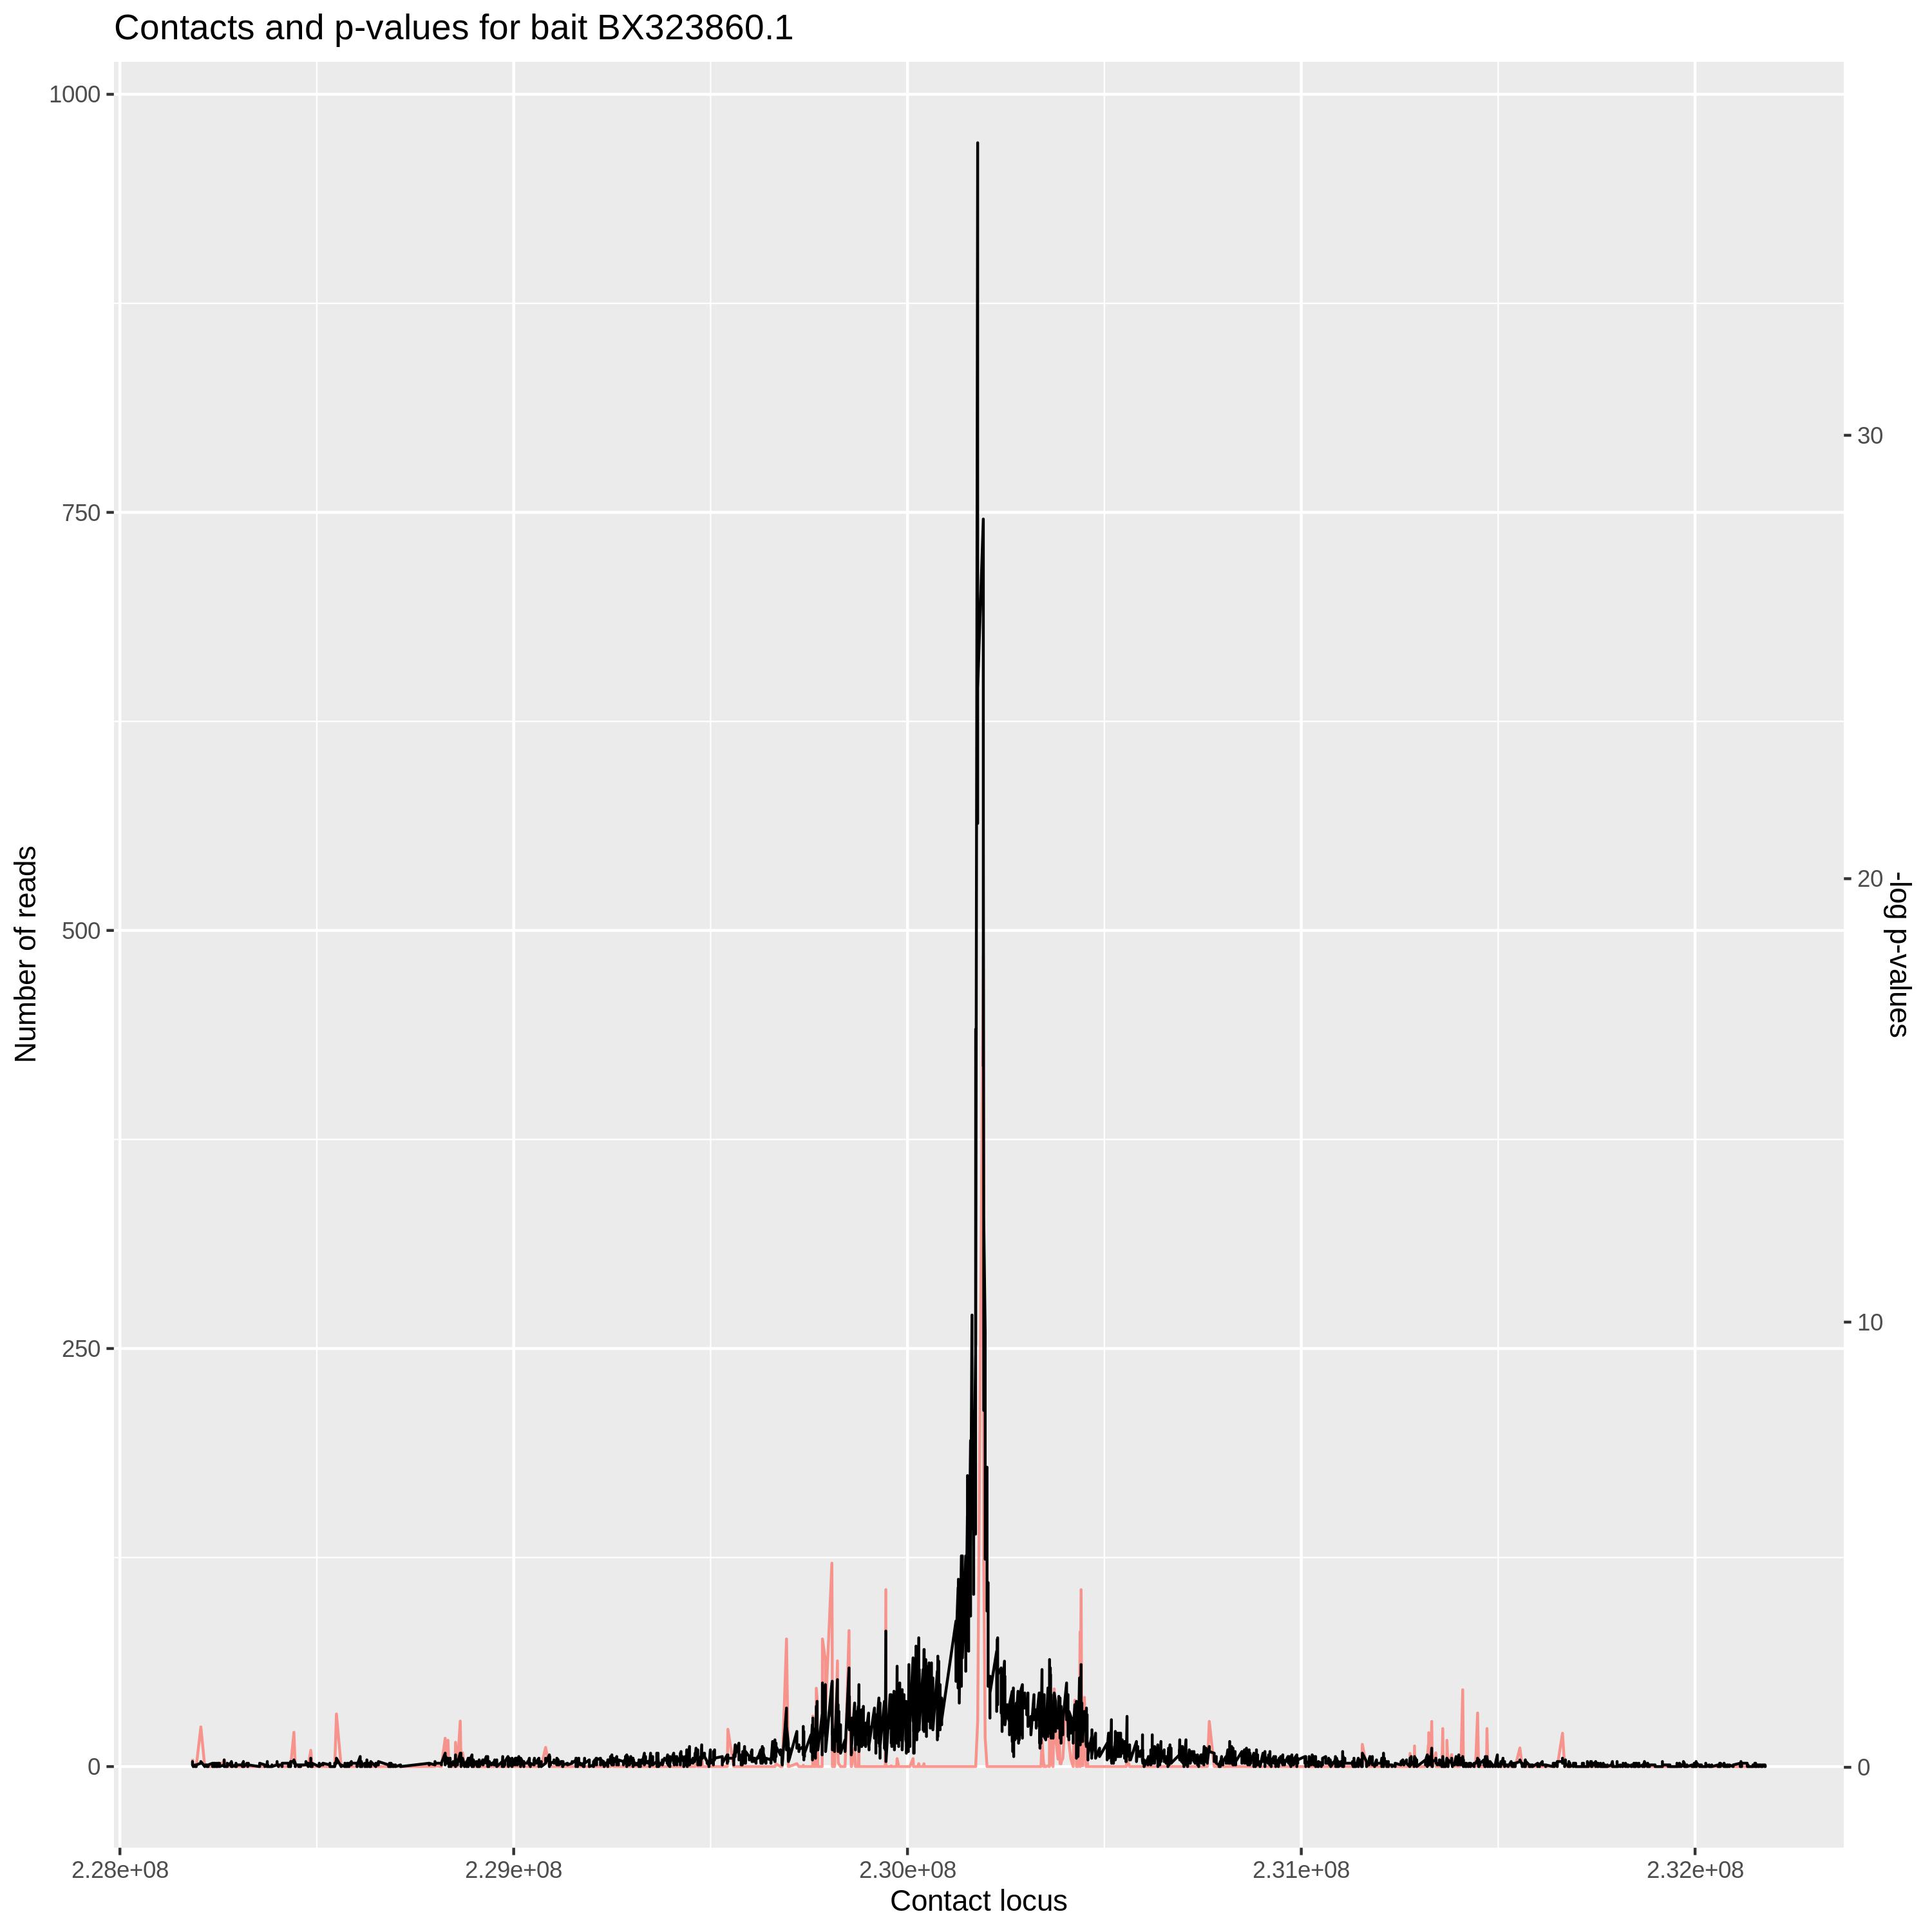 Contacts and p-values for bait BX323860.1
1000
750
500
250
0
Number of reads
30
20
10
0
-log p-values
2.28e+08
2.29e+08
2.30e+08
2.31e+08
2.32e+08
Contact locus